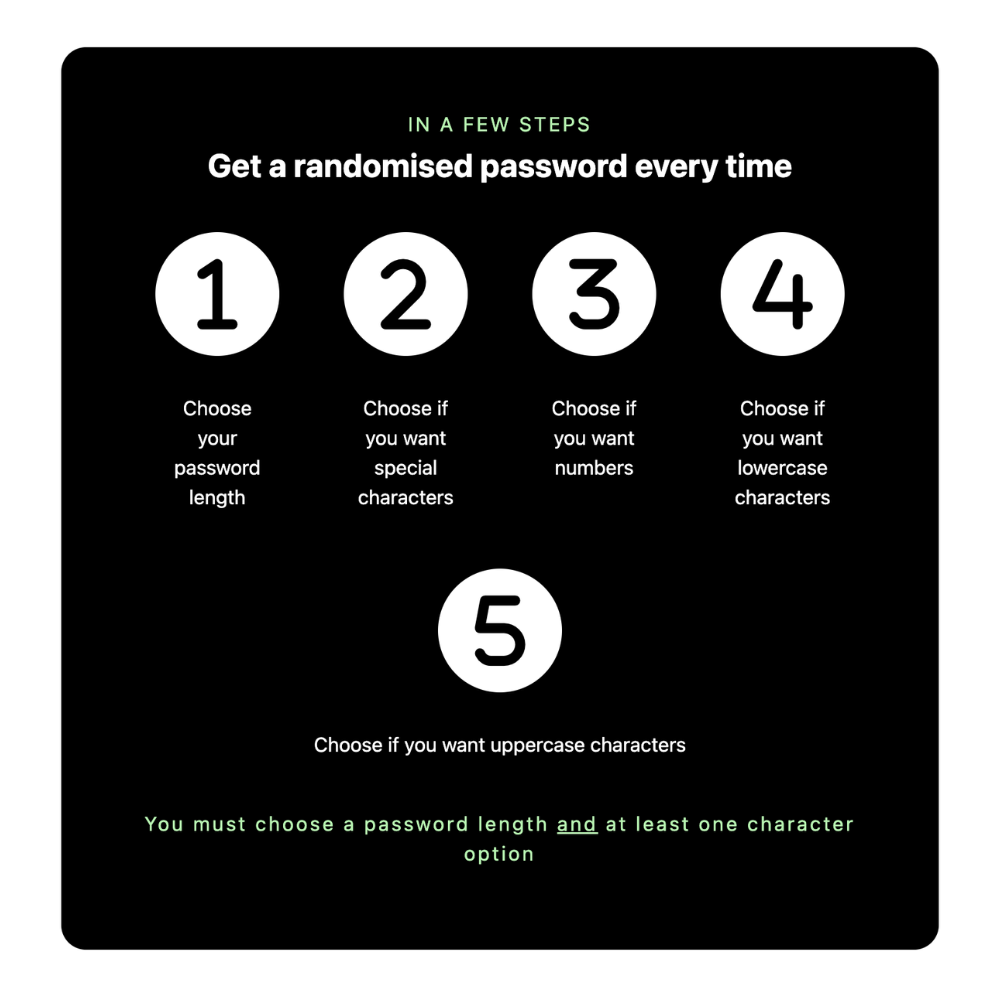 IN A FEW STEPS
Get a randomised password every time
1
2
3
4
Choose
your
password
length
Choose if
you want
special
characters
Choose if
you want
numbers
Choose if
you want
lowercase
characters
5
Choose if you want uppercase characters
You must choose a password length and at least one character
option